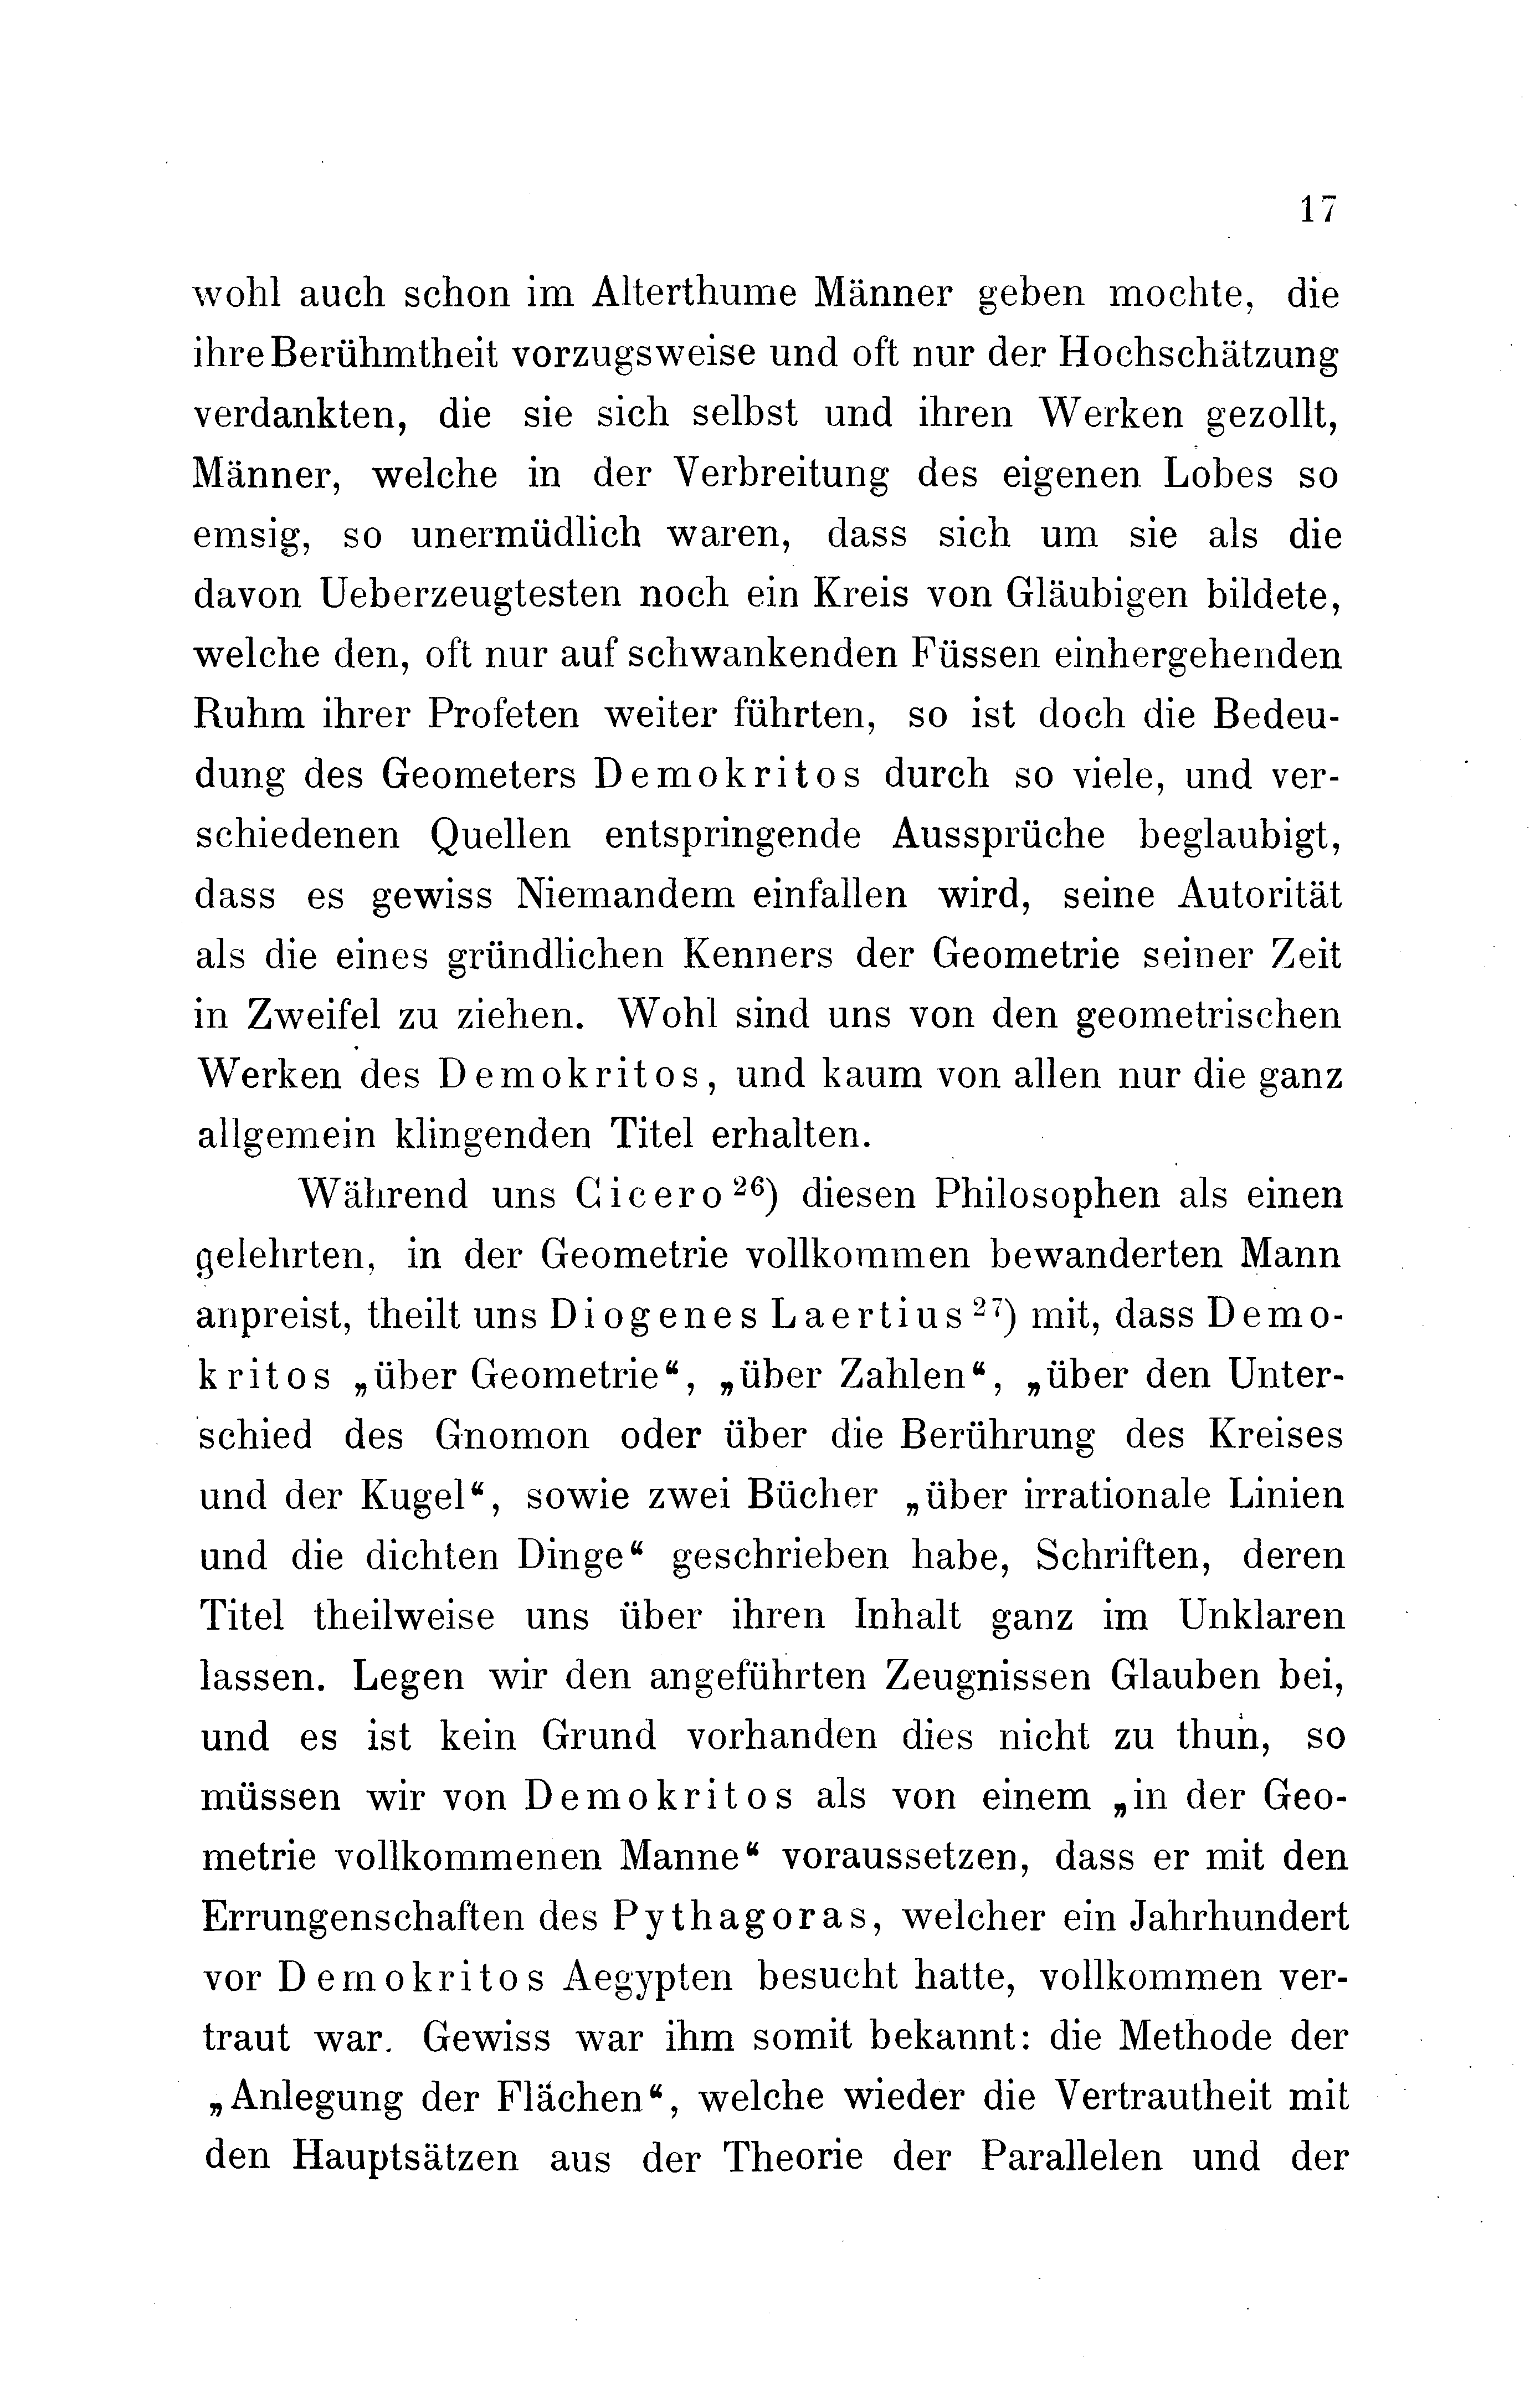 17
wohl auch schon im Alterthume Männer geben mochte, die
ihre Berühmtheit vorzugsweise und oft nur der Hochschätzung
verdankten, die sie sich selbst und ihren Werken gezollt,
Männer, welche in der Verbreitung des eigenen Lobes so
emsig, so unermüdlich waren, dass sich um sie als die
davon Ueberzeugtesten noch ein Kreis von Gläubigen bildete,
welche den, oft nur auf schwankenden Füssen einhergehenden
Ruhm ihrer Profeten weiter führten, so ist doch die Bedeu-
dung des Geometers Demokritos durch so viele, und ver-
schiedenen Quellen entspringende Aussprüche beglaubigt,
dass es gewiss Niemandem einfallen wird, seine Autorität
als die eines gründlichen Kenners der Geometrie seiner Zeit
in Zweifel zu ziehen. Wohl sind uns von den geometrischen
Werken des Demokritos, und kaum von allen nur die ganz
allgemein klingenden Titel erhalten.
Während uns Cicero ²⁶) diesen Philosophen als einen
gelehrten, in der Geometrie vollkommen bewanderten Mann
anpreist, theilt uns Diogenes Laertius ²⁷) mit, dass Demo-
kritos „über Geometrie“, „über Zahlen“, „über den Unter-
schied des Gnomon oder über die Berührung des Kreises
und der Kugel“, sowie zwei Bücher „über irrationale Linien
und die dichten Dinge“ geschrieben habe, Schriften, deren
Titel theilweise uns über ihren Inhalt ganz im Unklaren
lassen. Legen wir den angeführten Zeugnissen Glauben bei,
und es ist kein Grund vorhanden dies nicht zu thun, so
müssen wir von Demokritos als von einem „in der Geo-
metrie vollkommenen Manne“ voraussetzen, dass er mit den
Errungenschaften des Pythagoras, welcher ein Jahrhundert
vor Demokritos Aegypten besucht hatte, vollkommen ver-
traut war. Gewiss war ihm somit bekannt: die Methode der
„Anlegung der Flächen“, welche wieder die Vertrautheit mit
den Hauptsätzen aus der Theorie der Parallelen und der